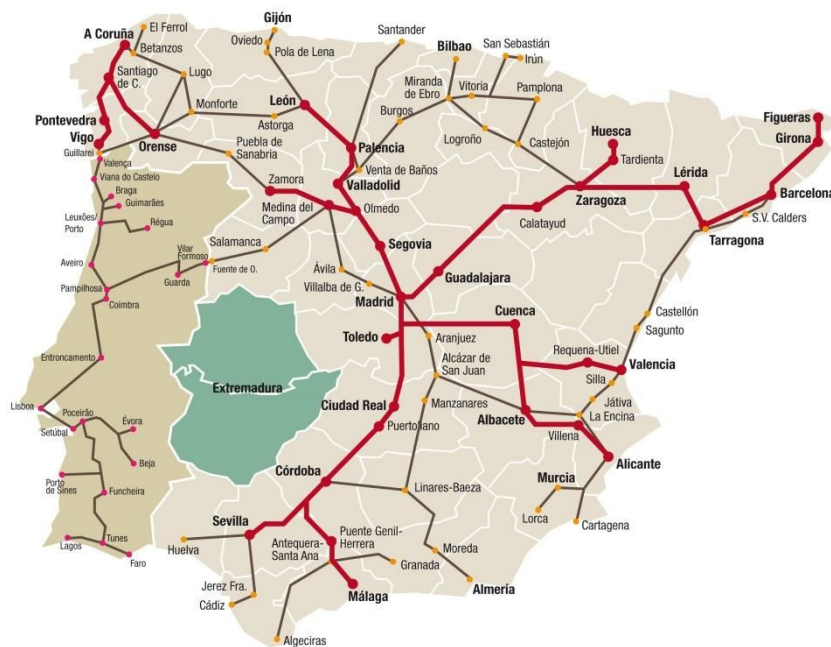 El Ferrol
Gijón
A Coruña
Betanzos
Oviedo
Pola de Lena
Santander
Bilbao
San Sebastián
Irún
Santiago
de C.
Lugo
Monforte
León
Miranda
de Ebro
Vitoria
Pamplona
Pontevedra
Vigo
Guillarei
Orense
Astorga
Puebla de
Sanabria
Palencia
Burgos
Logroño
Castejón
Huesca
Tardienta
Figueras
Girona
Valença
Viana do Castelo
Braga
Guimarães
Zamora
Venta de Baños
Valladolid
Medina del
Campo
Olmedo
Zaragoza
Lérida
Barcelona
S.V. Calders
Leuxões/
Porto
Régua
Calatayud
Tarragona
Aveiro
Vilar
Formoso
Salamanca
Segovia
Fuente de O.
Guarda
Pampilhosa
Coimbra
Ávila
Villalba de G.
Guadalajara
Madrid
Cuenca
Castellón
Sagunto
Toledo
Aranjuez
Requena-Utiel
Valencia
Entroncamento
Extremadura
Alcázar de
San Juan
Silla
Játiva
La Encina
Lisboa
Setúbal
Poceirão
Évora
Beja
Ciudad Real
Puertollano
Manzanares
Albacete
Villena
Alicante
Porto
de Sines
Funcheira
Córdoba
Linares-Baeza
Murcia
Lorca
Cartagena
Lagos
Tunes
Faro
Sevilla
Huelva
Puente Genil-
Herrera
Antequera-
Santa Ana
Granada
Moreda
Almería
Jerez Fra.
Cádiz
Málaga
Algeciras